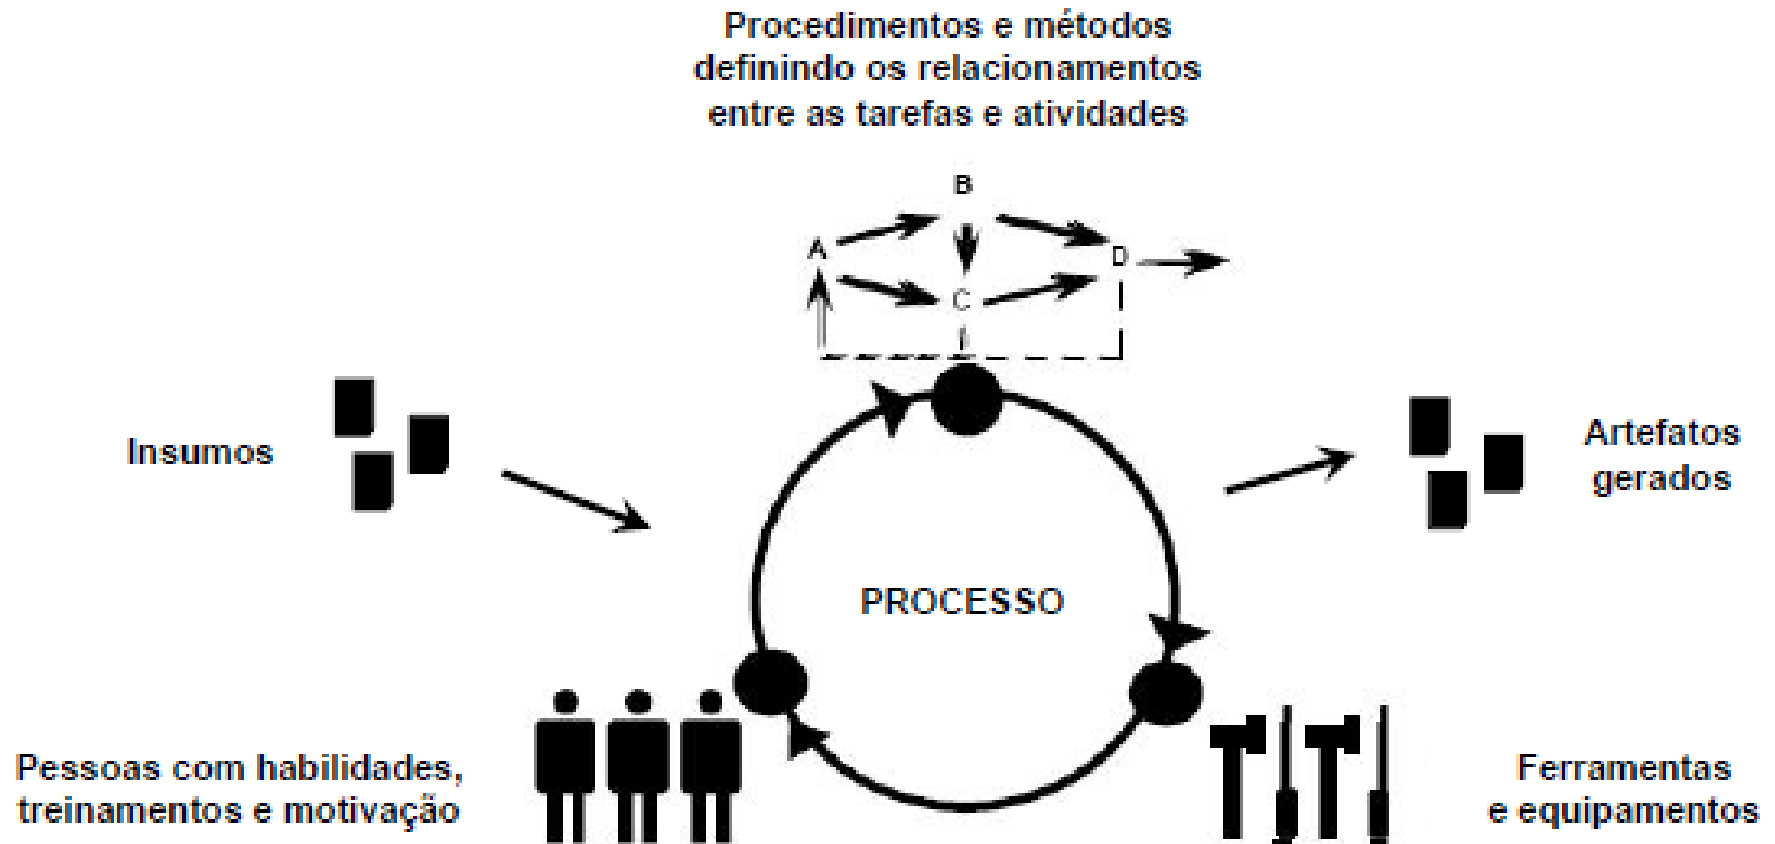 Procedimentos e métodos
definindo os relacionamentos
entre as tarefas e atividades
B
A
D
C
Insumos
Artefatos
gerados
PROCESSO
Pessoas com habilidades,
treinamentos e motivação
Ferramentas
e equipamentos